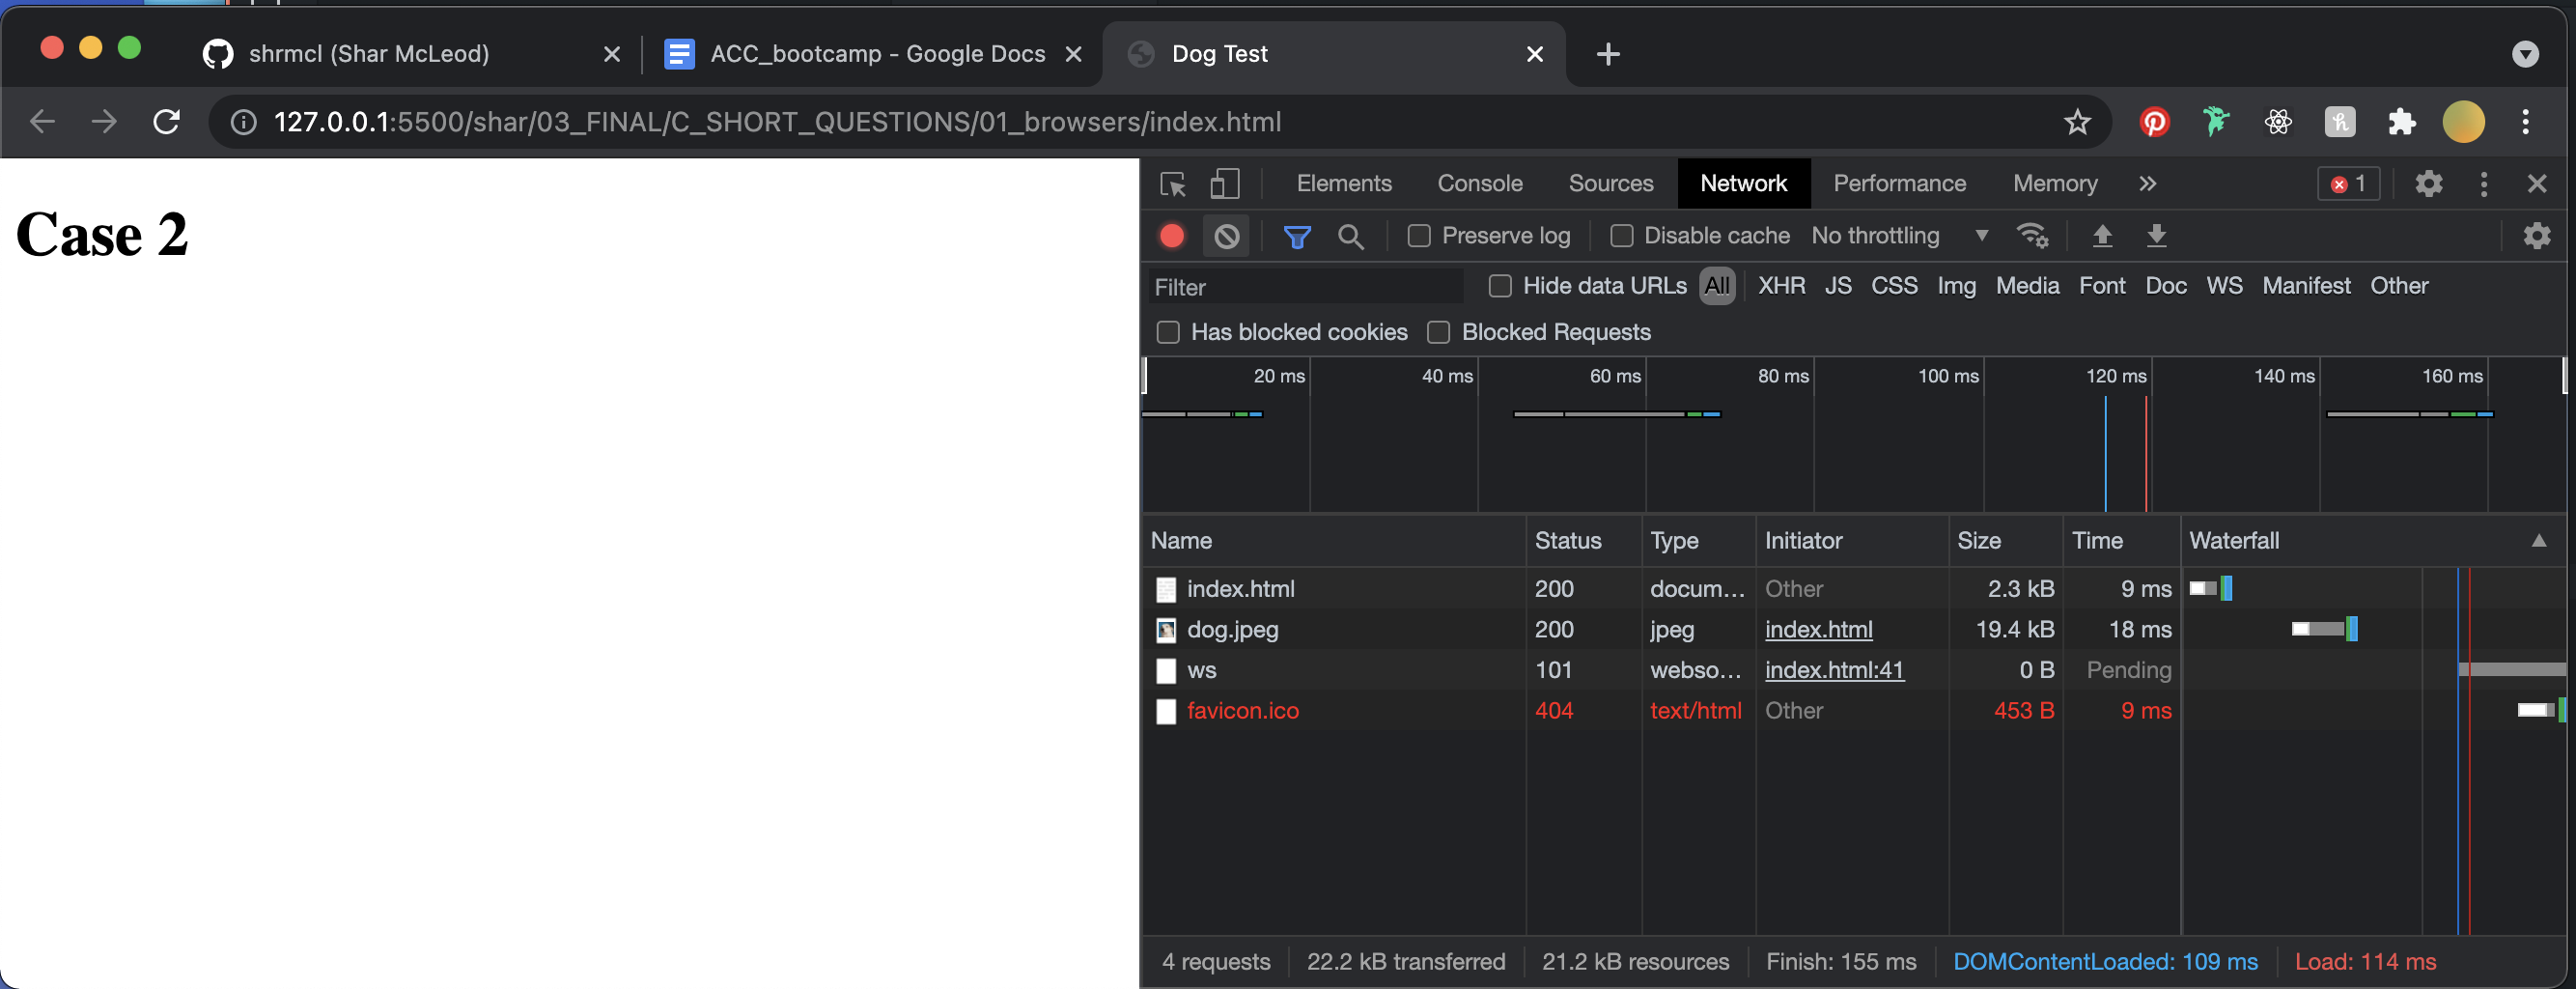 shrmcl (Shar McLeod)
ACC_bootcamp - Google Docs
Dog Test
127.0.0.1:5500/shar/03_FINAL/C_SHORT_QUESTIONS/01_browsers/index.html
Case 2
Elements Console Sources Network Performance Memory » 1
Preserve log Disable cache No throttling
Filter Hide data URLs All XHR JS CSS Img Media Font Doc WS Manifest Other
Has blocked cookies Blocked Requests
20 ms 40 ms 60 ms 80 ms 100 ms 120 ms 140 ms 160 ms
Name Status Type Initiator Size Time Waterfall
index.html 200 docum... Other 2.3 kB 9 ms
dog.jpeg 200 jpeg index.html 19.4 kB 18 ms
ws 101 webso... index.html:41 0 B Pending
favicon.ico 404 text/html Other 453 B 9 ms
4 requests 22.2 kB transferred 21.2 kB resources Finish: 155 ms DOMContentLoaded: 109 ms Load: 114 ms